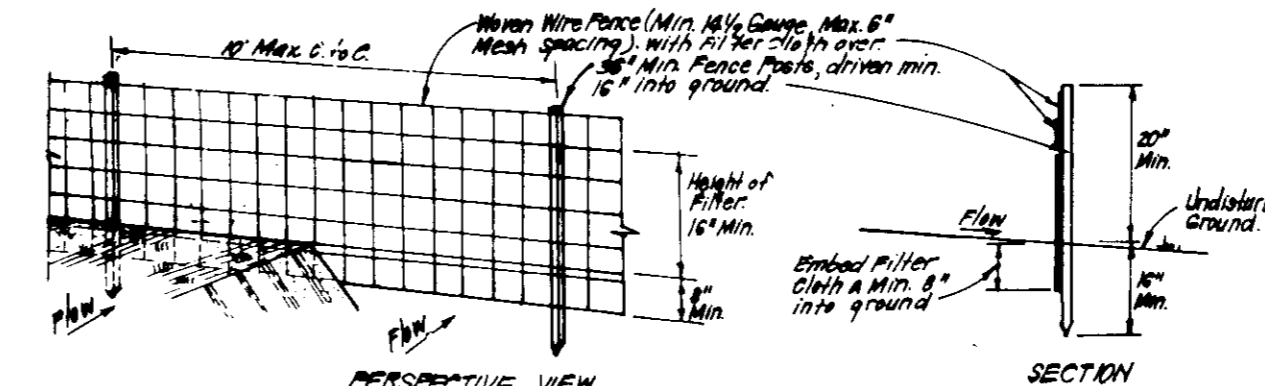 Woven Wire Fence (Min. 14½ Gauge, Max. 6"
Mesh spacing) with Filter cloth over.
10' Max. C. to C.
36" Min. Fence Posts, driven min.
16" into ground.
20"
Min.
Height of
Filter
16" Min.
Undistur
Ground.
Flow
Embed Filter
Cloth A Min. 8"
into ground
16"
Min.
8"
Min.
Flow
Flow
PERSPECTIVE VIEW
SECTION